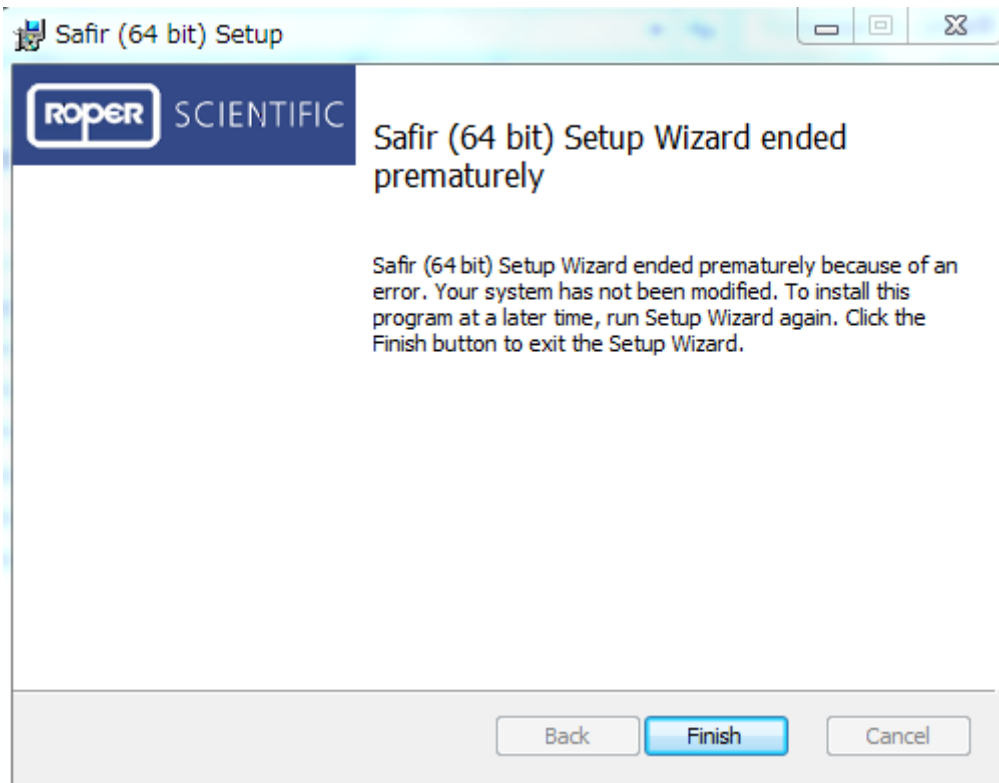 Safir (64 bit) Setup
ROPER SCIENTIFIC
Safir (64 bit) Setup Wizard ended
prematurely
Safir (64 bit) Setup Wizard ended prematurely because of an
error. Your system has not been modified. To install this
program at a later time, run Setup Wizard again. Click the
Finish button to exit the Setup Wizard.
Back Finish Cancel